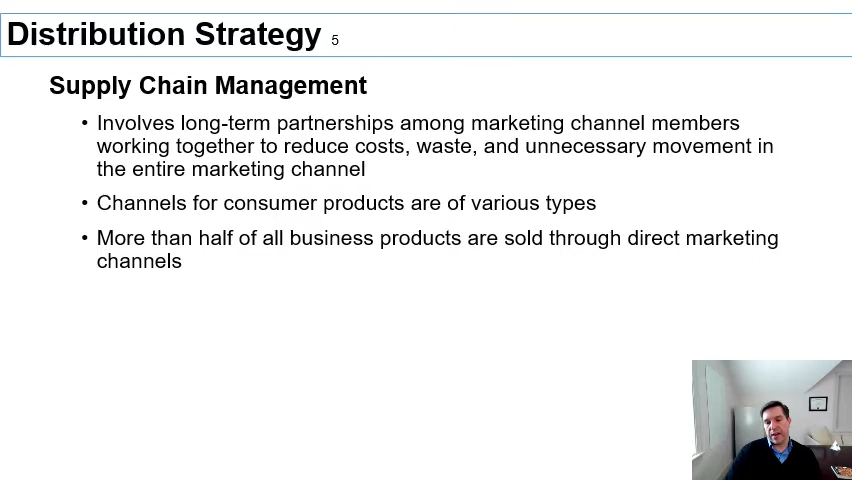 Distribution Strategy 5
Supply Chain Management
• Involves long-term partnerships among marketing channel members
working together to reduce costs, waste, and unnecessary movement in
the entire marketing channel
• Channels for consumer products are of various types
• More than half of all business products are sold through direct marketing
channels